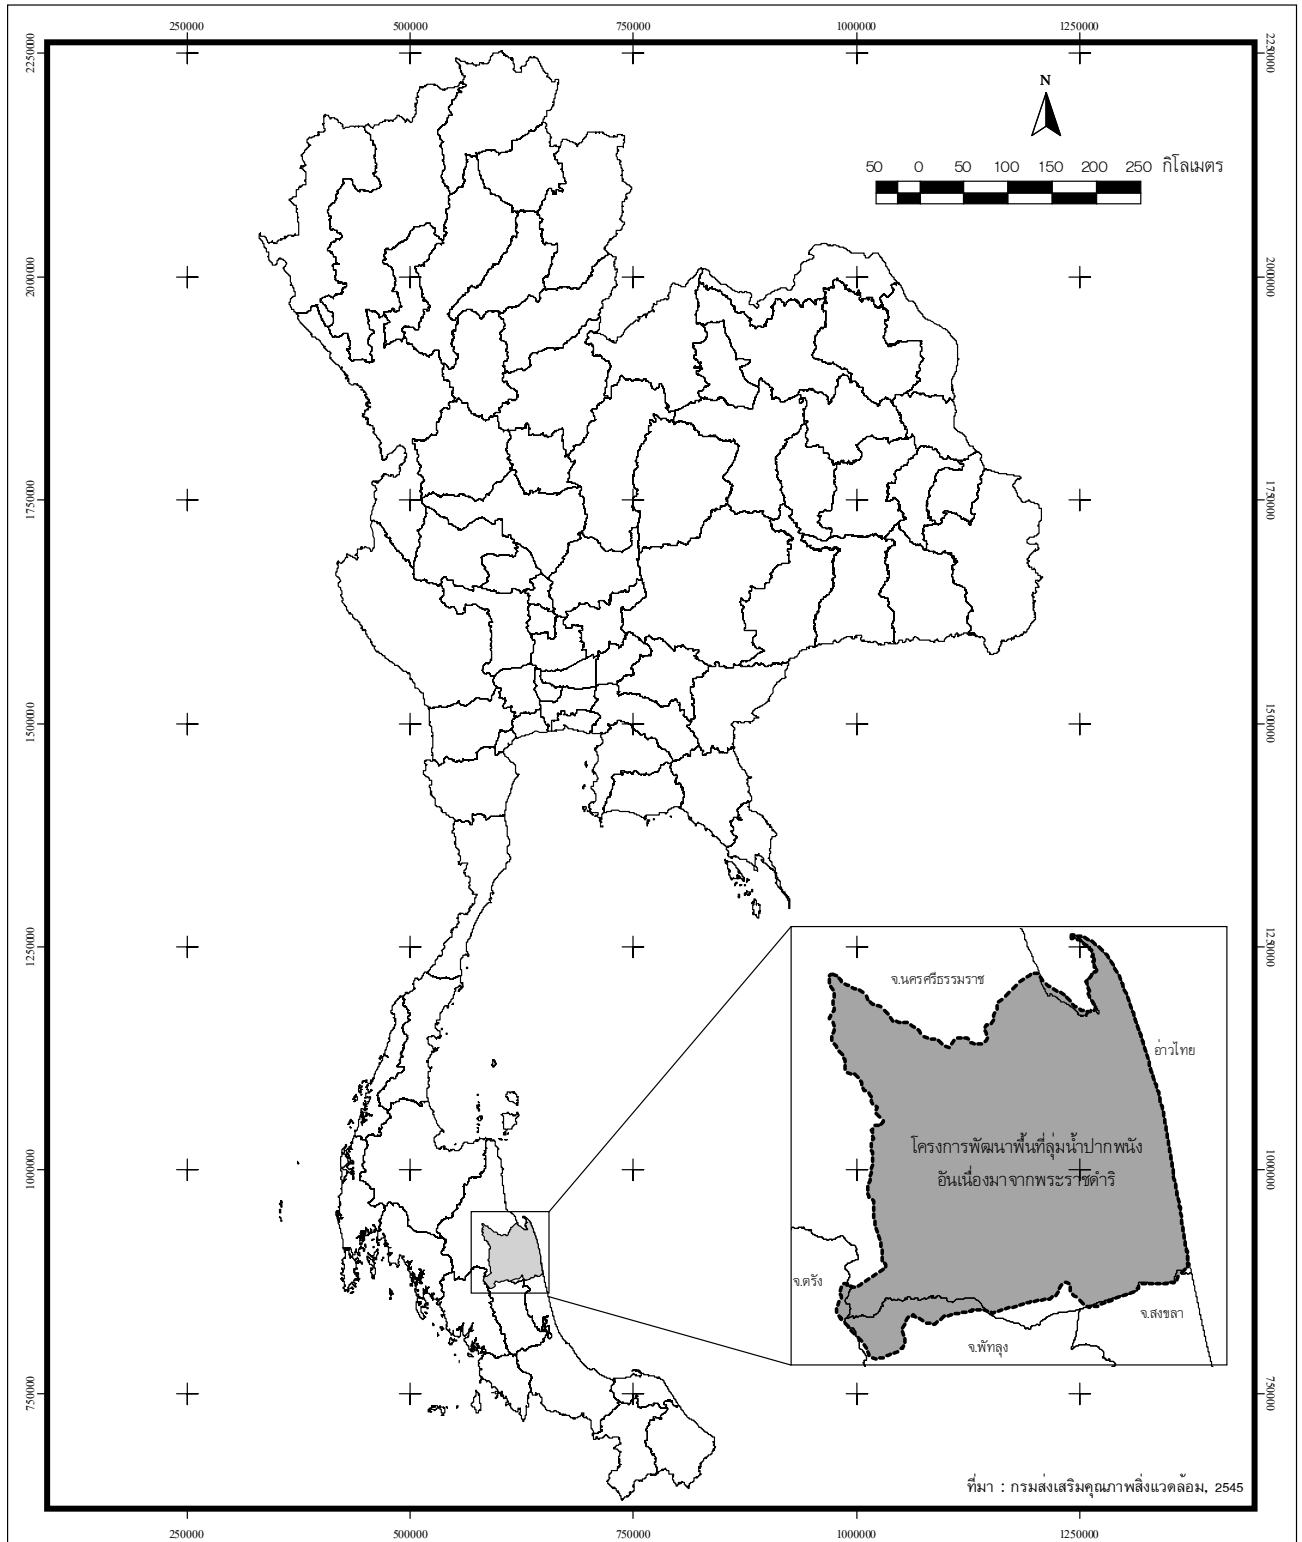 250000 500000 750000 1000000 1250000
2250000 2250000
N
50 0 50 100 150 200 250 กิโลเมตร
2000000 2000000
1750000 1750000
1500000 1500000
1250000 1250000
จ.นครศรีธรรมราช
อ่าวไทย
โครงการพัฒนาพื้นที่ลุ่มน้ำปากพนัง
อันเนื่องมาจากพระราชดำริ
1000000 1000000
จ.ตรัง
จ.สงขลา
จ.พัทลุง
750000 750000
ที่มา : กรมส่งเสริมคุณภาพสิ่งแวดล้อม, 2545
250000 500000 750000 1000000 1250000